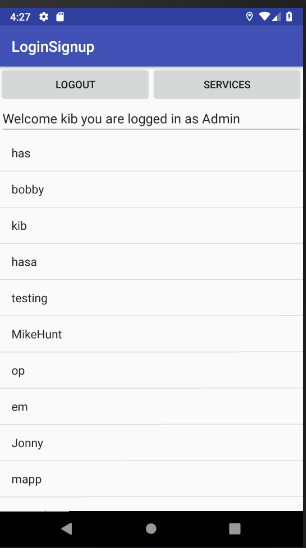 4:27
LoginSignup
LOGOUT SERVICES
Welcome kib you are logged in as Admin
has
bobby
kib
hasa
testing
MikeHunt
op
em
Jonny
mapp